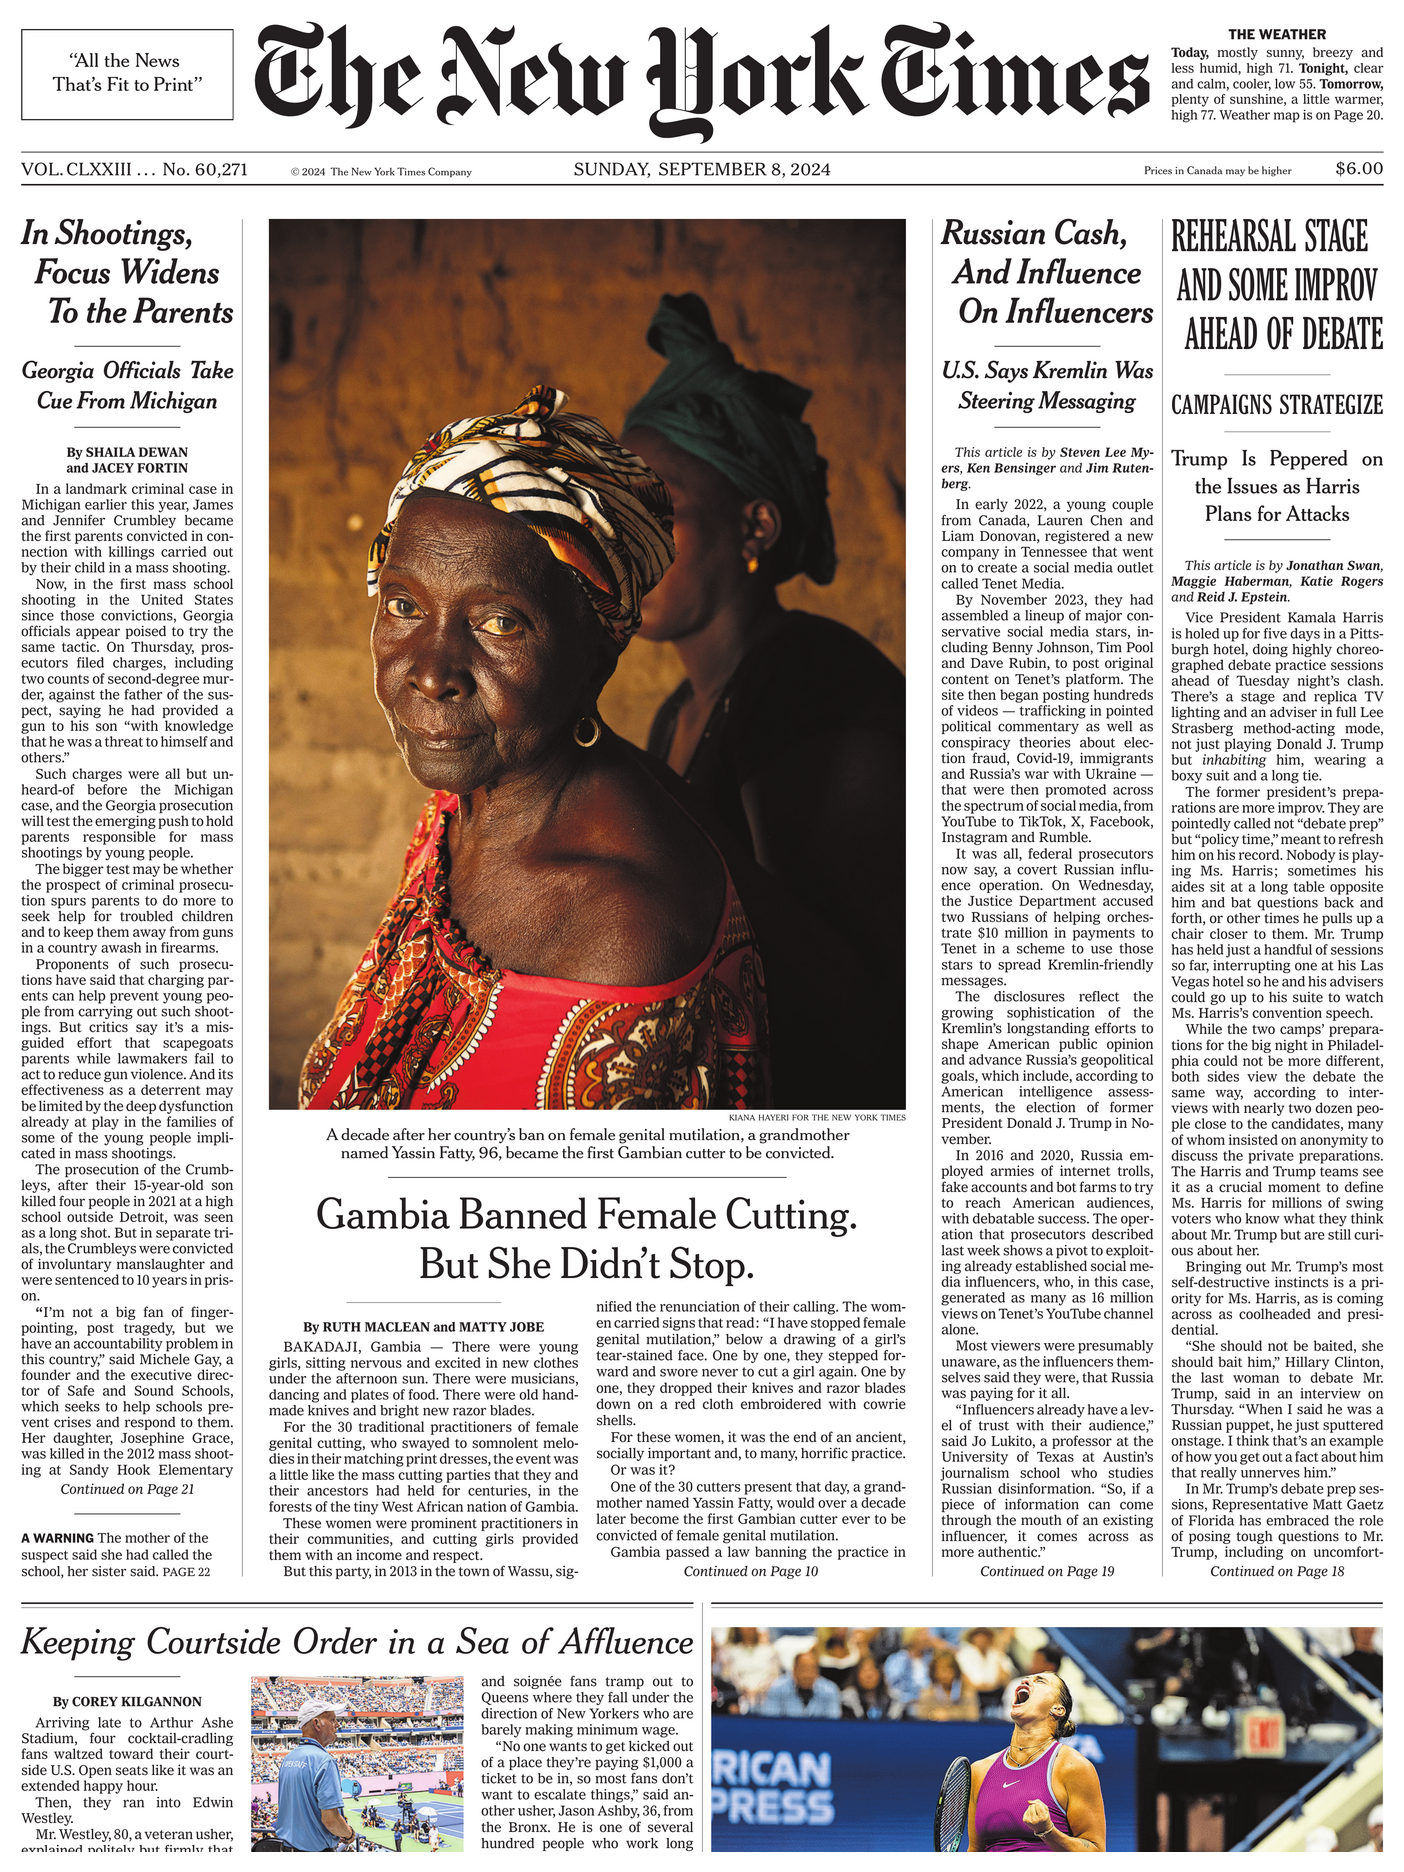 “All the News
That’s Fit to Print”
The New York Times
THE WEATHER
Today, mostly sunny, breezy and
less humid, high 71. Tonight, clear
and calm, cooler, low 55. Tomorrow,
plenty of sunshine, a little warmer,
high 77. Weather map is on Page 20.
VOL. CLXXIII . . . No. 60,271
© 2024 The New York Times Company
SUNDAY, SEPTEMBER 8, 2024
Prices in Canada may be higher
$6.00
In Shootings,
Focus Widens
To the Parents
Georgia Officials Take
Cue From Michigan
By SHAILA DEWAN
and JACEY FORTIN
In a landmark criminal case in
Michigan earlier this year, James
and Jennifer Crumbley became
the first parents convicted in con-
nection with killings carried out
by their child in a mass shooting.
Now, in the first mass school
shooting in the United States
since those convictions, Georgia
officials appear poised to try the
same tactic. On Thursday, pros-
ecutors filed charges, including
two counts of second-degree mur-
der, against the father of the sus-
pect, saying he had provided a
gun to his son “with knowledge
that he was a threat to himself and
others.”
Such charges were all but un-
heard-of before the Michigan
case, and the Georgia prosecution
will test the emerging push to hold
parents responsible for mass
shootings by young people.
The bigger test may be whether
the prospect of criminal prosecu-
tion spurs parents to do more to
seek help for troubled children
and to keep them away from guns
in a country awash in firearms.
Proponents of such prosecu-
tions have said that charging par-
ents can help prevent young peo-
ple from carrying out such shoot-
ings. But critics say it’s a mis-
guided effort that scapegoats
parents while lawmakers fail to
act to reduce gun violence. And its
effectiveness as a deterrent may
be limited by the deep dysfunction
already at play in the families of
some of the young people impli-
cated in mass shootings.
The prosecution of the Crumb-
leys, after their 15-year-old son
killed four people in 2021 at a high
school outside Detroit, was seen
as a long shot. But in separate tri-
als, the Crumbleys were convicted
of involuntary manslaughter and
were sentenced to 10 years in pris-
on.
“I’m not a big fan of finger-
pointing, post tragedy, but we
have an accountability problem in
this country,” said Michele Gay, a
founder and the executive direc-
tor of Safe and Sound Schools,
which seeks to help schools pre-
vent crises and respond to them.
Her daughter, Josephine Grace,
was killed in the 2012 mass shoot-
ing at Sandy Hook Elementary
Continued on Page 21
A WARNING The mother of the
suspect said she had called the
school, her sister said. PAGE 22
KIANA HAYERI FOR THE NEW YORK TIMES
A decade after her country’s ban on female genital mutilation, a grandmother
named Yassin Fatty, 96, became the first Gambian cutter to be convicted.
Gambia Banned Female Cutting.
But She Didn’t Stop.
By RUTH MACLEAN and MATTY JOBE
BAKADAJI, Gambia — There were young
girls, sitting nervous and excited in new clothes
under the afternoon sun. There were musicians,
dancing and plates of food. There were old hand-
made knives and bright new razor blades.
For the 30 traditional practitioners of female
genital cutting, who swayed to somnolent melo-
dies in their matching print dresses, the event was
a little like the mass cutting parties that they and
their ancestors had held for centuries, in the
forests of the tiny West African nation of Gambia.
These women were prominent practitioners in
their communities, and cutting girls provided
them with an income and respect.
But this party, in 2013 in the town of Wassu, sig-
nified the renunciation of their calling. The wom-
en carried signs that read: “I have stopped female
genital mutilation,” below a drawing of a girl’s
tear-stained face. One by one, they stepped for-
ward and swore never to cut a girl again. One by
one, they dropped their knives and razor blades
down on a red cloth embroidered with cowrie
shells.
For these women, it was the end of an ancient,
socially important and, to many, horrific practice.
Or was it?
One of the 30 cutters present that day, a grand-
mother named Yassin Fatty, would over a decade
later become the first Gambian cutter ever to be
convicted of female genital mutilation.
Gambia passed a law banning the practice in
Continued on Page 10
Russian Cash,
And Influence
On Influencers
U.S. Says Kremlin Was
Steering Messaging
This article is by Steven Lee My-
ers, Ken Bensinger and Jim Ruten-
berg.
In early 2022, a young couple
from Canada, Lauren Chen and
Liam Donovan, registered a new
company in Tennessee that went
on to create a social media outlet
called Tenet Media.
By November 2023, they had
assembled a lineup of major con-
servative social media stars, in-
cluding Benny Johnson, Tim Pool
and Dave Rubin, to post original
content on Tenet’s platform. The
site then began posting hundreds
of videos — trafficking in pointed
political commentary as well as
conspiracy theories about elec-
tion fraud, Covid-19, immigrants
and Russia’s war with Ukraine —
that were then promoted across
the spectrum of social media, from
YouTube to TikTok, X, Facebook,
Instagram and Rumble.
It was all, federal prosecutors
now say, a covert Russian influ-
ence operation. On Wednesday,
the Justice Department accused
two Russians of helping orches-
trate $10 million in payments to
Tenet in a scheme to use those
stars to spread Kremlin-friendly
messages.
The disclosures reflect the
growing sophistication of the
Kremlin’s longstanding efforts to
shape American public opinion
and advance Russia’s geopolitical
goals, which include, according to
American intelligence assess-
ments, the election of former
President Donald J. Trump in No-
vember.
In 2016 and 2020, Russia em-
ployed armies of internet trolls,
fake accounts and bot farms to try
to reach American audiences,
with debatable success. The oper-
ation that prosecutors described
last week shows a pivot to exploit-
ing already established social me-
dia influencers, who, in this case,
generated as many as 16 million
views on Tenet’s YouTube channel
alone.
Most viewers were presumably
unaware, as the influencers them-
selves said they were, that Russia
was paying for it all.
“Influencers already have a lev-
el of trust with their audience,”
said Jo Lukito, a professor at the
University of Texas at Austin’s
journalism school who studies
Russian disinformation. “So, if a
piece of information can come
through the mouth of an existing
influencer, it comes across as
more authentic.”
Continued on Page 19
REHEARSAL STAGE
AND SOME IMPROV
AHEAD OF DEBATE
CAMPAIGNS STRATEGIZE
Trump Is Peppered on
the Issues as Harris
Plans for Attacks
This article is by Jonathan Swan,
Maggie Haberman, Katie Rogers
and Reid J. Epstein.
Vice President Kamala Harris
is holed up for five days in a Pitts-
burgh hotel, doing highly choreo-
graphed debate practice sessions
ahead of Tuesday night’s clash.
There’s a stage and replica TV
lighting and an adviser in full Lee
Strasberg method-acting mode,
not just playing Donald J. Trump
but inhabiting him, wearing a
boxy suit and a long tie.
The former president’s prepa-
rations are more improv. They are
pointedly called not “debate prep”
but “policy time,” meant to refresh
him on his record. Nobody is play-
ing Ms. Harris; sometimes his
aides sit at a long table opposite
him and bat questions back and
forth, or other times he pulls up a
chair closer to them. Mr. Trump
has held just a handful of sessions
so far, interrupting one at his Las
Vegas hotel so he and his advisers
could go up to his suite to watch
Ms. Harris’s convention speech.
While the two camps’ prepara-
tions for the big night in Philadel-
phia could not be more different,
both sides view the debate the
same way, according to inter-
views with nearly two dozen peo-
ple close to the candidates, many
of whom insisted on anonymity to
discuss the private preparations.
The Harris and Trump teams see
it as a crucial moment to define
Ms. Harris for millions of swing
voters who know what they think
about Mr. Trump but are still curi-
ous about her.
Bringing out Mr. Trump’s most
self-destructive instincts is a pri-
ority for Ms. Harris, as is coming
across as coolheaded and presi-
dential.
“She should not be baited, she
should bait him,” Hillary Clinton,
the last woman to debate Mr.
Trump, said in an interview on
Thursday. “When I said he was a
Russian puppet, he just sputtered
onstage. I think that’s an example
of how you get out a fact about him
that really unnerves him.”
In Mr. Trump’s debate prep ses-
sions, Representative Matt Gaetz
of Florida has embraced the role
of posing tough questions to Mr.
Trump, including on uncomfort-
Continued on Page 18
Keeping Courtside Order in a Sea of Affluence
By COREY KILGANNON
Arriving late to Arthur Ashe
Stadium, four cocktail-cradling
fans waltzed toward their court-
side U.S. Open seats like it was an
extended happy hour.
Then, they ran into Edwin
Westley.
Mr. Westley, 80, a veteran usher,
explained politely but firmly that
and soignée fans tramp out to
Queens where they fall under the
direction of New Yorkers who are
barely making minimum wage.
“No one wants to get kicked out
of a place they’re paying $1,000 a
ticket to be in, so most fans don’t
want to escalate things,” said an-
other usher, Jason Ashby, 36, from
the Bronx. He is one of several
hundred people who work long
RICAN
PRESS
EXIT